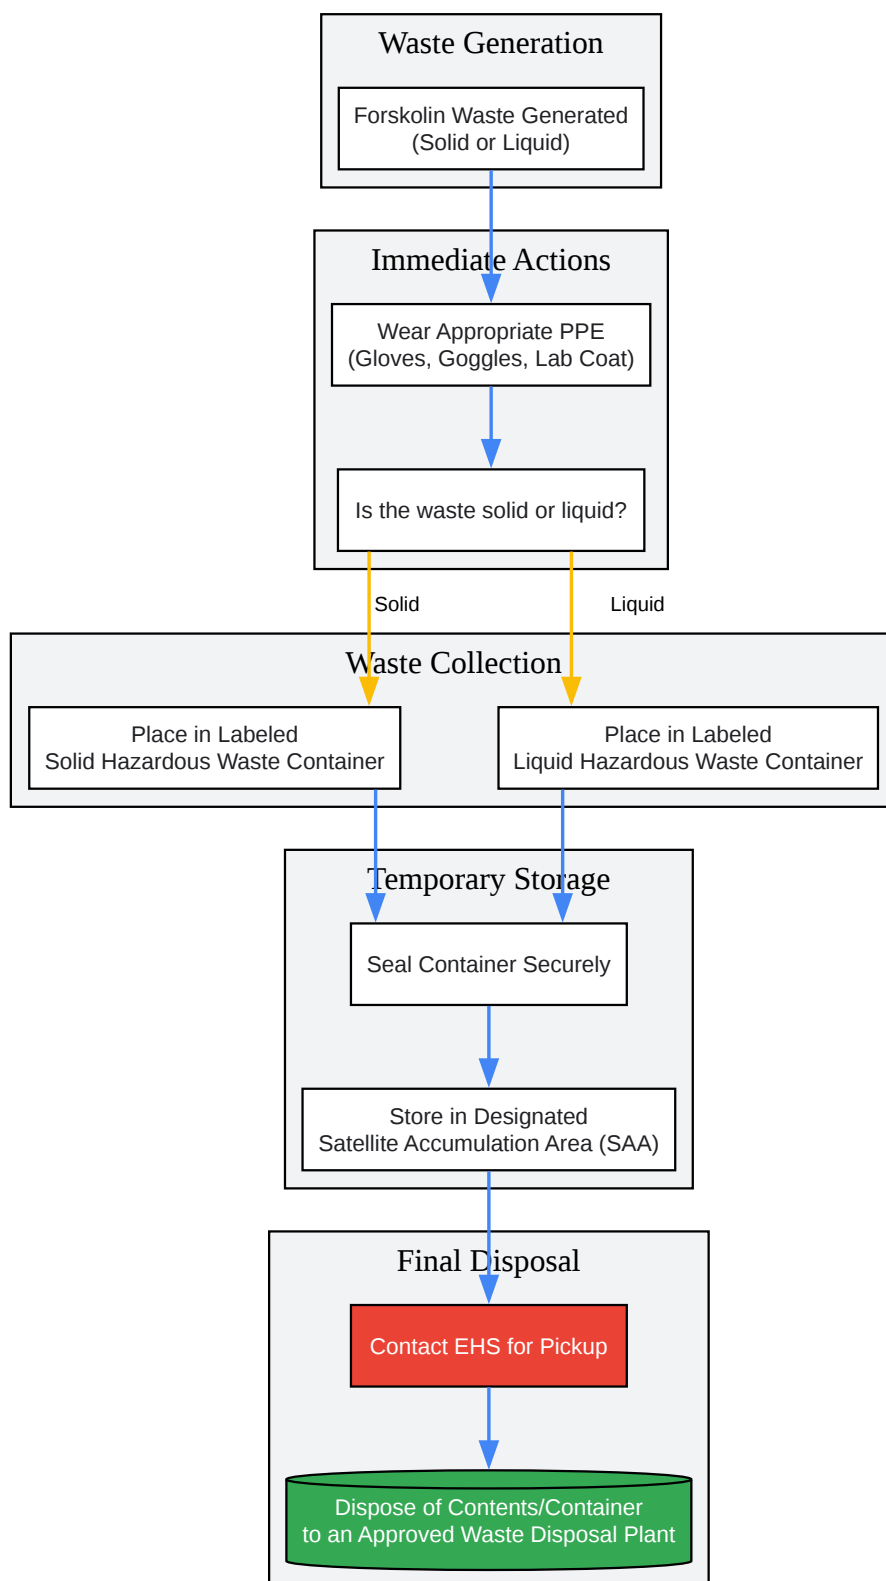 Waste Generation
Forskolin Waste Generated
(Solid or Liquid)
Immediate Actions
Wear Appropriate PPE
(Gloves, Goggles, Lab Coat)
Is the waste solid or liquid?
Solid
Liquid
Waste Collection
Place in Labeled
Solid Hazardous Waste Container
Place in Labeled
Liquid Hazardous Waste Container
Temporary Storage
Seal Container Securely
Store in Designated
Satellite Accumulation Area (SAA)
Final Disposal
Contact EHS for Pickup
Dispose of Contents/Container
to an Approved Waste Disposal Plant